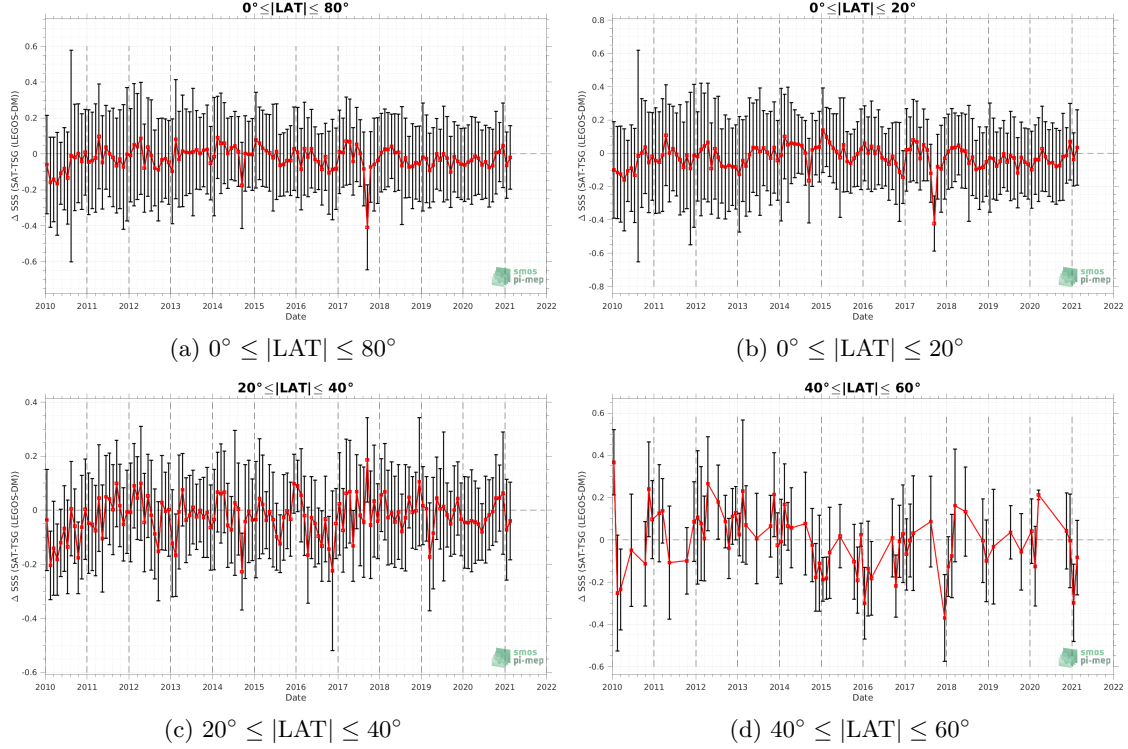 0°≤|LAT|≤ 80°
Δ SSS (SAT-TSG (LEGOS-DM))
0.6
0.4
0.2
0
-0.2
-0.4
-0.6
2010 2011 2012 2013 2014 2015 2016 2017 2018 2019 2020 2021 2022
Date
smos
pi-mep
(a) 0° ≤ |LAT| ≤ 80°
0°≤|LAT|≤ 20°
Δ SSS (SAT-TSG (LEGOS-DM))
0.8
0.6
0.4
0.2
0
-0.2
-0.4
-0.6
-0.8
2010 2011 2012 2013 2014 2015 2016 2017 2018 2019 2020 2021 2022
Date
smos
pi-mep
(b) 0° ≤ |LAT| ≤ 20°
20°≤|LAT|≤ 40°
Δ SSS (SAT-TSG (LEGOS-DM))
0.4
0.2
0
-0.2
-0.4
-0.6
2010 2011 2012 2013 2014 2015 2016 2017 2018 2019 2020 2021 2022
Date
smos
pi-mep
(c) 20° ≤ |LAT| ≤ 40°
40°≤|LAT|≤ 60°
Δ SSS (SAT-TSG (LEGOS-DM))
0.6
0.4
0.2
0
-0.2
-0.4
-0.6
2010 2011 2012 2013 2014 2015 2016 2017 2018 2019 2020 2021 2022
Date
smos
pi-mep
(d) 40° ≤ |LAT| ≤ 60°